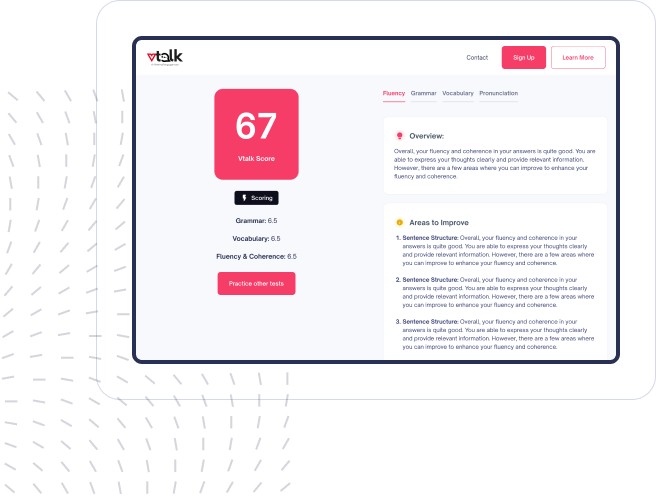 vtalk
Contact
Sign Up
Learn More
67
Vtalk Score
Scoring
Grammar: 6.5
Vocabulary: 6.5
Fluency & Coherence: 6.5
Practice other tests
Fluency Grammar Vocabulary Pronunciation
Overview:
Overall, your fluency and coherence in your answers is quite good. You are
able to express your thoughts clearly and provide relevant information.
However, there are a few areas where you can improve to enhance your
fluency and coherence.
Areas to Improve
1. Sentence Structure: Overall, your fluency and coherence in your
answers is quite good. You are able to express your thoughts clearly
and provide relevant information. However, there are a few areas where
you can improve to enhance your fluency and coherence.
2. Sentence Structure: Overall, your fluency and coherence in your
answers is quite good. You are able to express your thoughts clearly
and provide relevant information. However, there are a few areas where
you can improve to enhance your fluency and coherence.
3. Sentence Structure: Overall, your fluency and coherence in your
answers is quite good. You are able to express your thoughts clearly
and provide relevant information. However, there are a few areas where
you can improve to enhance your fluency and coherence.